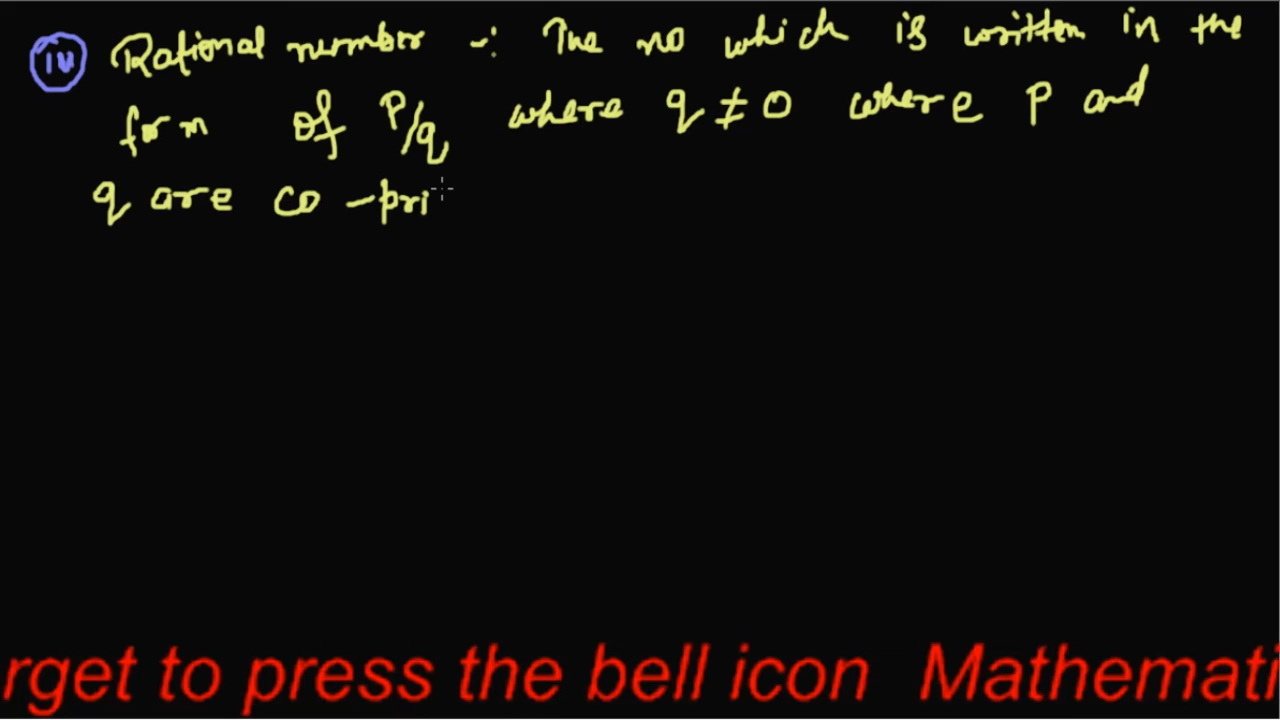 iv Rational number -: The no which is written in the
form of P/q where q ≠ 0 where P and
q are co-pri
rget to press the bell icon Mathemati